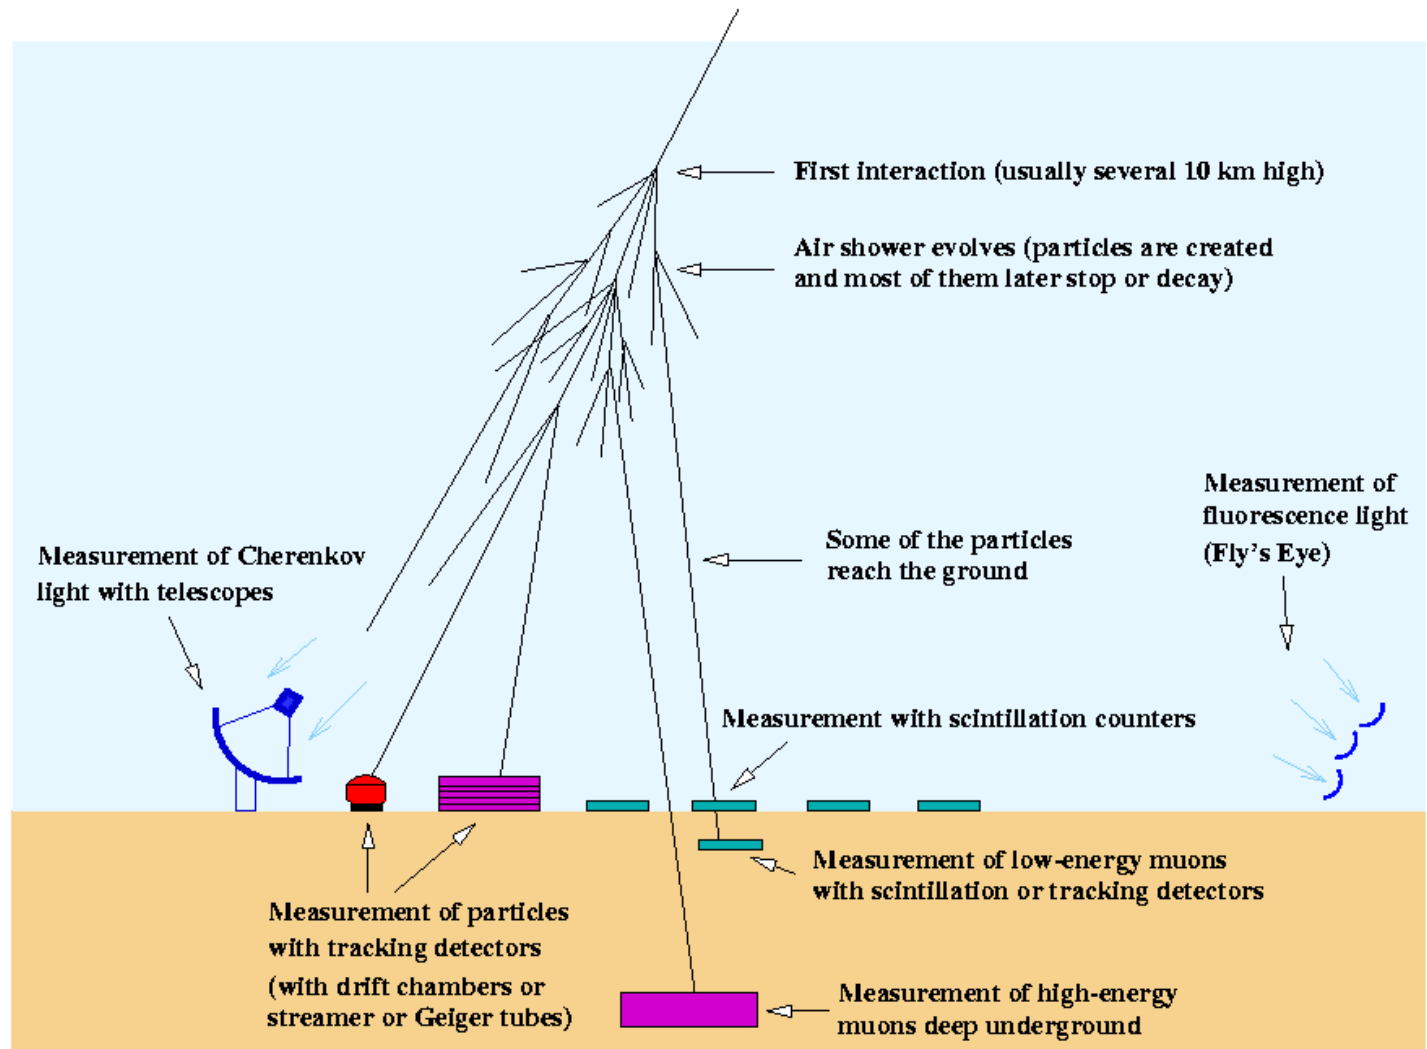 First interaction (usually several 10 km high)
Air shower evolves (particles are created
and most of them later stop or decay)
Measurement of
fluorescence light
(Fly's Eye)
Some of the particles
reach the ground
Measurement of Cherenkov
light with telescopes
Measurement with scintillation counters
Measurement of low-energy muons
with scintillation or tracking detectors
Measurement of particles
with tracking detectors
(with drift chambers or
streamer or Geiger tubes)
Measurement of high-energy
muons deep underground